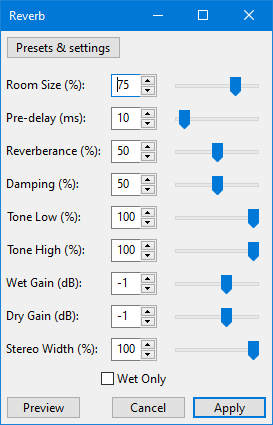 Reverb
Presets & settings
Room Size (%): 75
Pre-delay (ms): 10
Reverberance (%): 50
Damping (%): 50
Tone Low (%): 100
Tone High (%): 100
Wet Gain (dB): -1
Dry Gain (dB): -1
Stereo Width (%): 100
Wet Only
Preview Cancel Apply